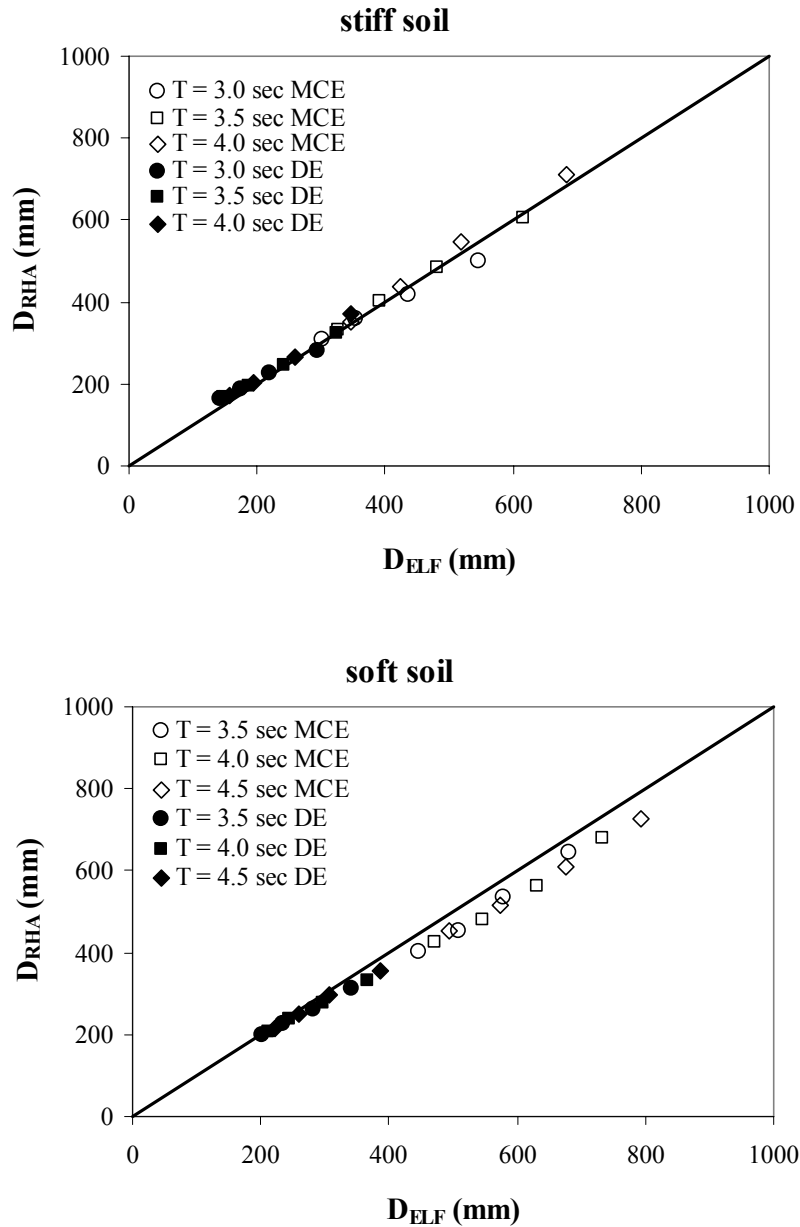 stiff soil
1000
800
600
400
200
0
D_RHA (mm)
T = 3.0 sec MCE
T = 3.5 sec MCE
T = 4.0 sec MCE
T = 3.0 sec DE
T = 3.5 sec DE
T = 4.0 sec DE
0 200 400 600 800 1000
D_ELF (mm)
soft soil
1000
800
600
400
200
0
D_RHA (mm)
T = 3.5 sec MCE
T = 4.0 sec MCE
T = 4.5 sec MCE
T = 3.5 sec DE
T = 4.0 sec DE
T = 4.5 sec DE
0 200 400 600 800 1000
D_ELF (mm)